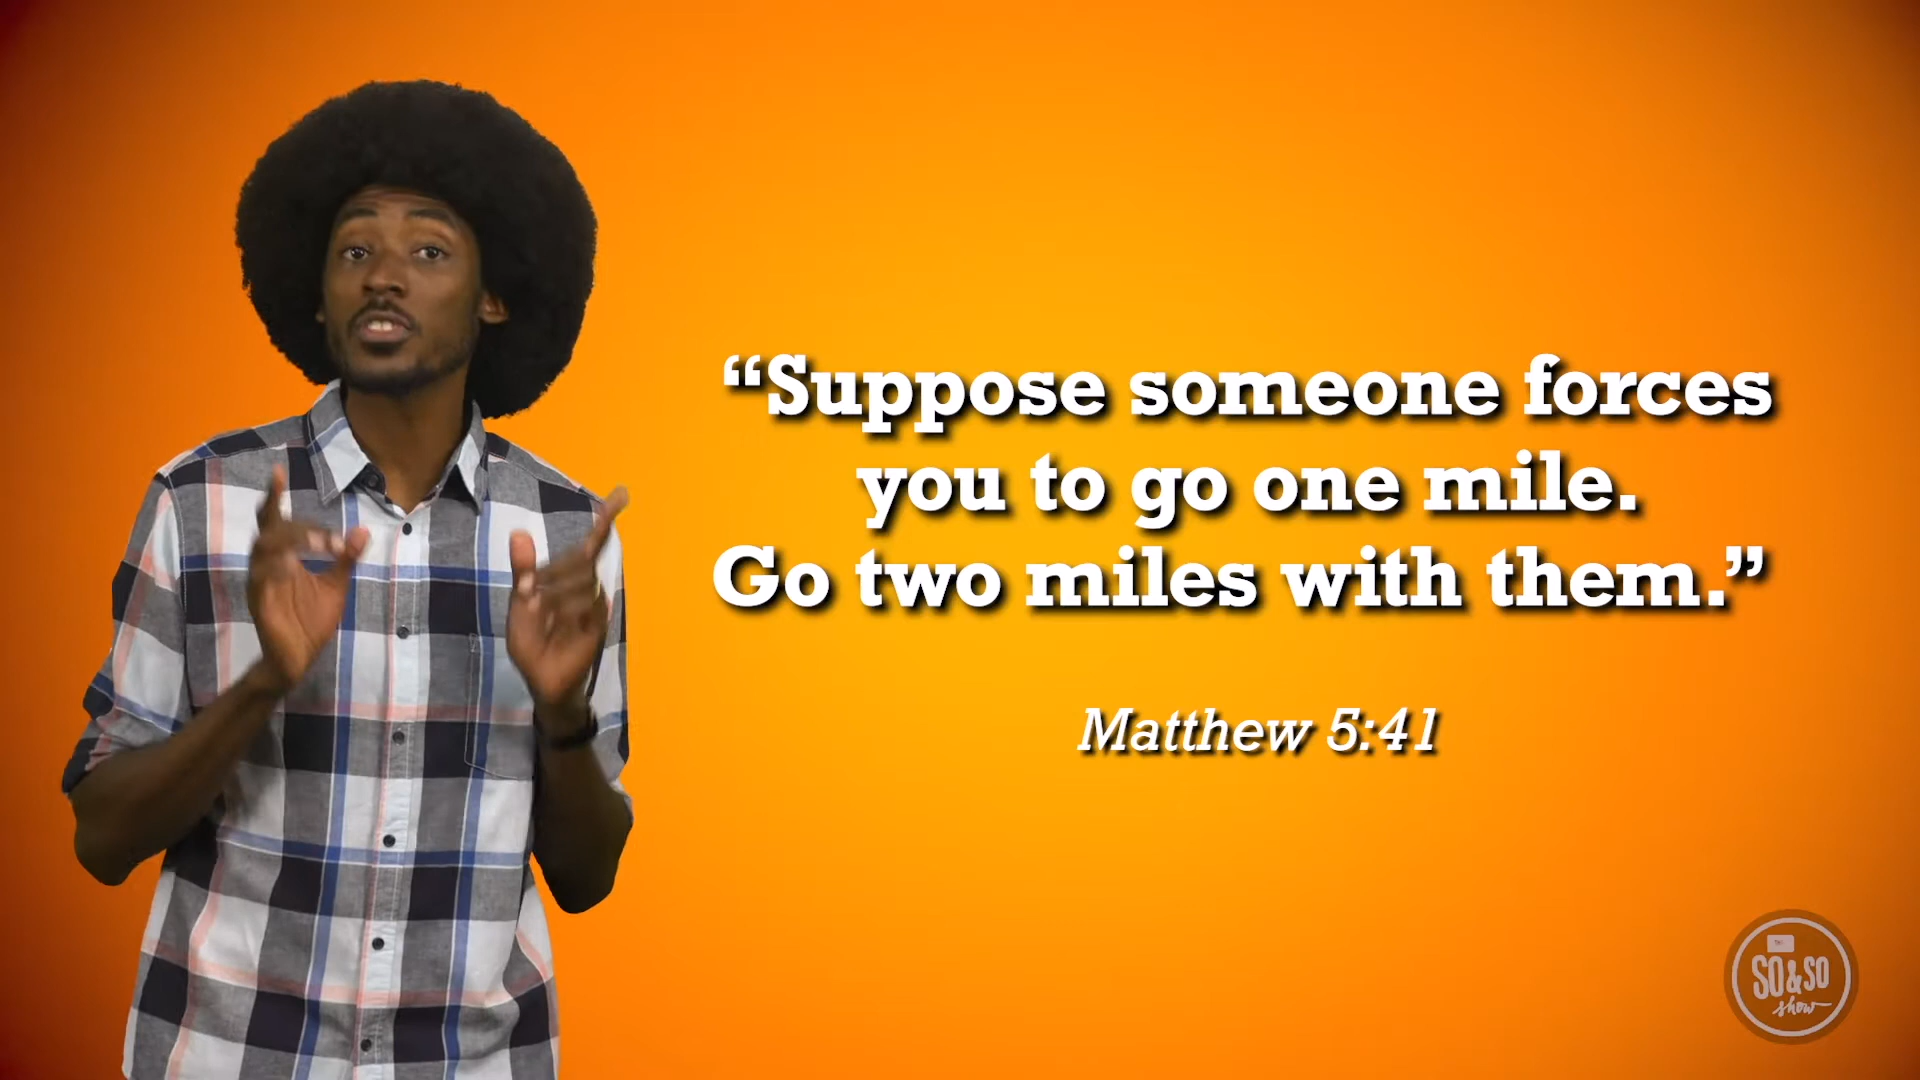 “Suppose someone forces
you to go one mile.
Go two miles with them.”
Matthew 5:41
SO & SO
show